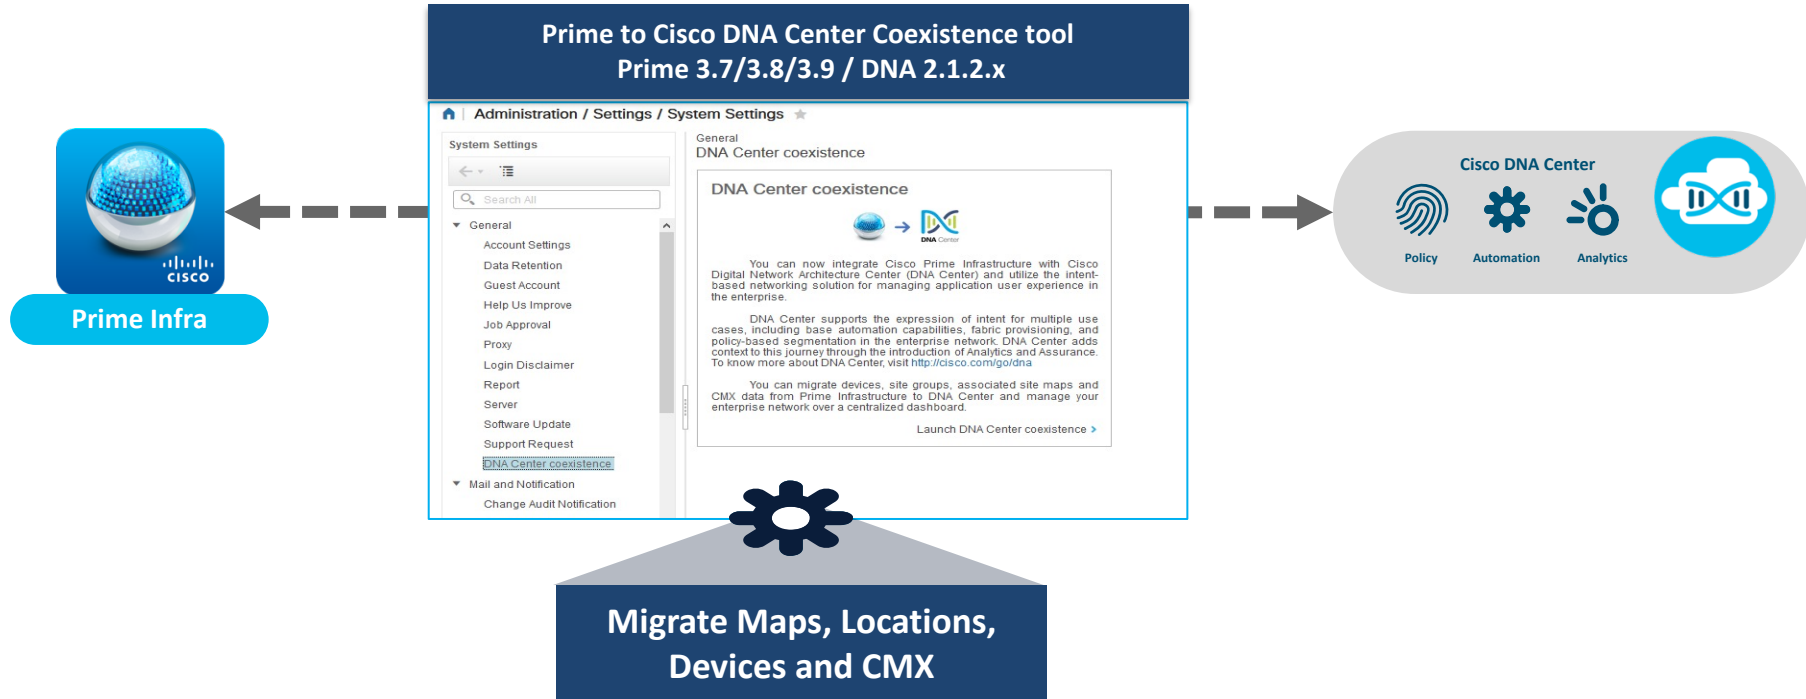 Prime to Cisco DNA Center Coexistence tool
Prime 3.7/3.8/3.9 / DNA 2.1.2.x
Administration / Settings / System Settings
System Settings
Search All
General
Account Settings
Data Retention
Guest Account
Help Us Improve
Job Approval
Proxy
Login Disclaimer
Report
Server
Software Update
Support Request
DNA Center coexistence
Mail and Notification
Change Audit Notification
General
DNA Center coexistence
DNA Center coexistence
DNA Center
You can now integrate Cisco Prime Infrastructure with Cisco
Digital Network Architecture Center (DNA Center) and utilize the intent-
based networking solution for managing application user experience in
the enterprise.
DNA Center supports the expression of intent for multiple use
cases, including base automation capabilities, fabric provisioning, and
policy-based segmentation in the enterprise network. DNA Center adds
context to this journey through the introduction of Analytics and Assurance.
To know more about DNA Center, visit http://cisco.com/go/dna
You can migrate devices, site groups, associated site maps and
CMX data from Prime Infrastructure to DNA Center and manage your
enterprise network over a centralized dashboard.
Launch DNA Center coexistence
CISCO
Prime Infra
Cisco DNA Center
Policy
Automation
Analytics
Migrate Maps, Locations,
Devices and CMX